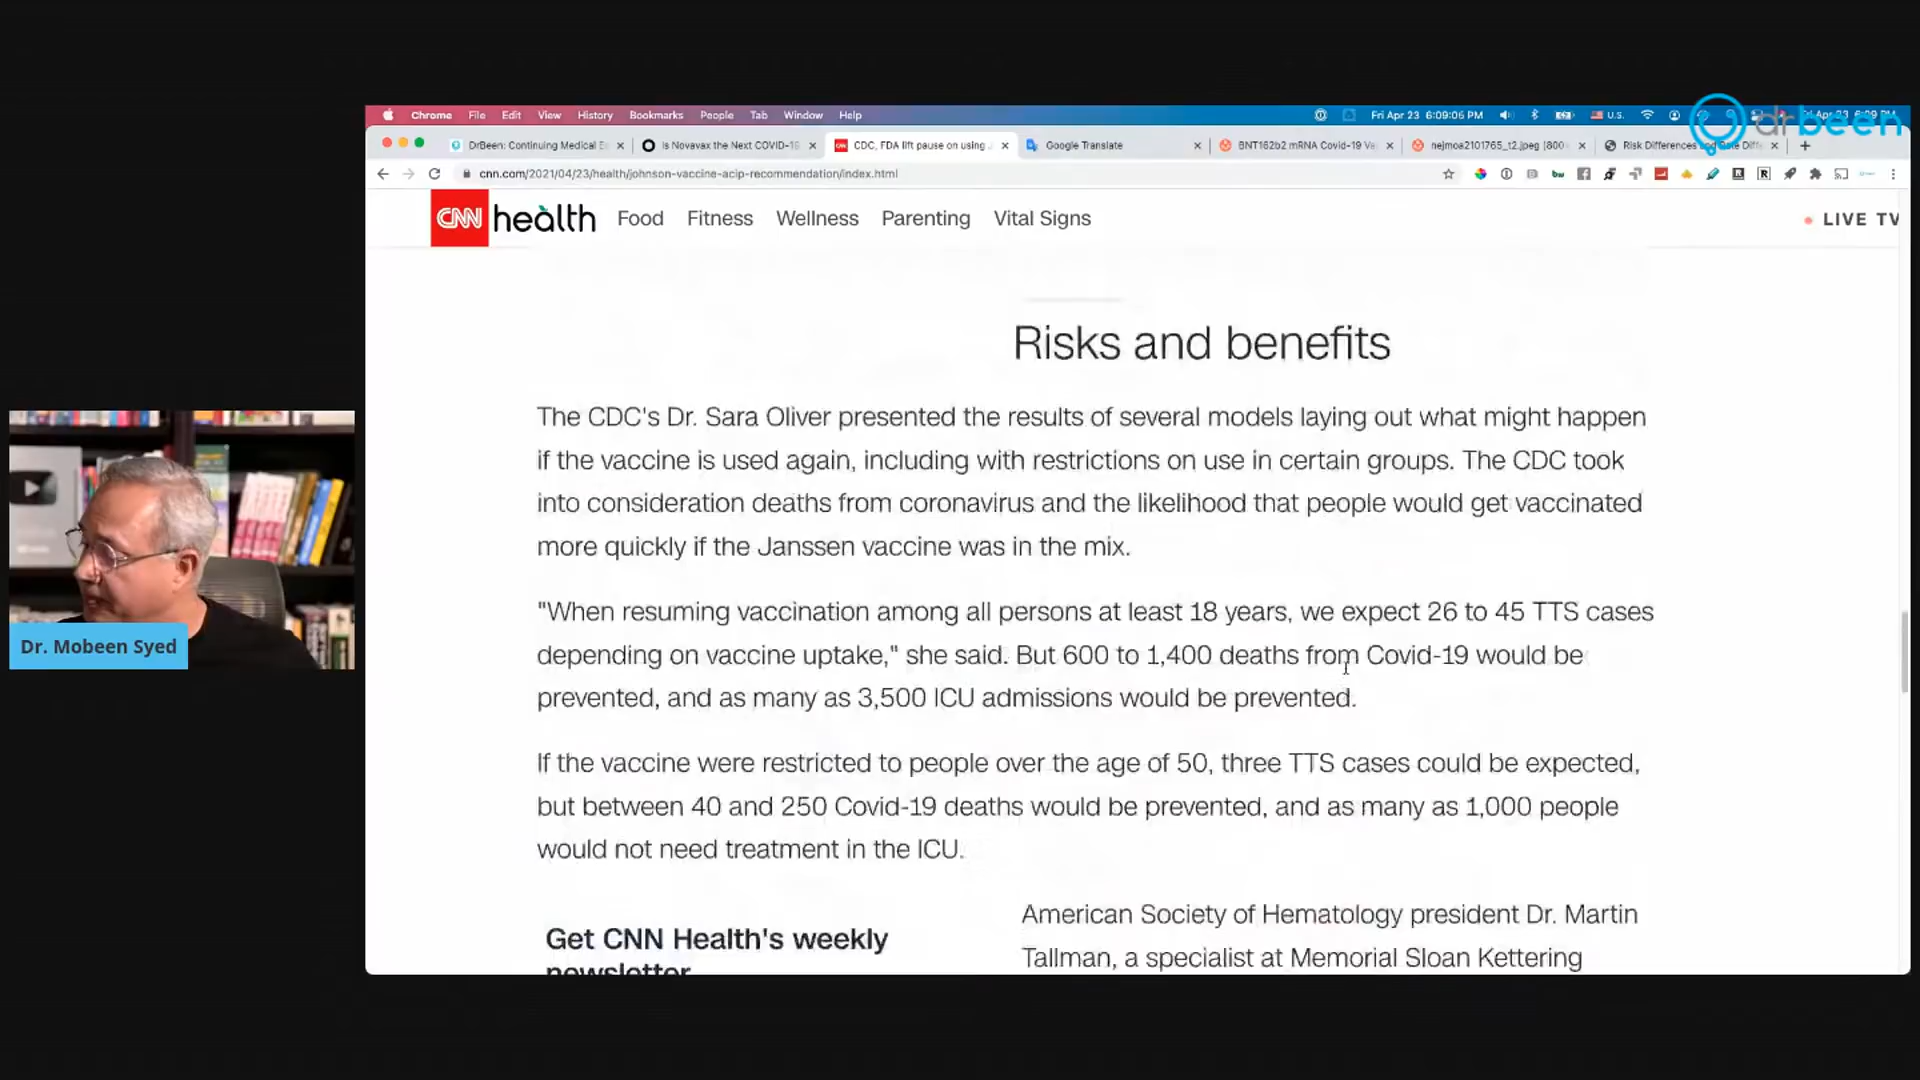 Chrome File Edit View History Bookmarks People Tab Window Help
U.S. Fri Apr 23 6:09:06 PM
drbeen
DrBeen: Continuing Medical E
Is Novavax the Next COVID-19
CDC, FDA lift pause on using
Google Translate
BNT162b2 mRNA Covid-19 Va
nejmoa2101765_t2.jpeg (800
Risk Differences and
cnn.com/2021/04/23/health/johnson-vaccine-acip-recommendation/index.html
CNN health Food Fitness Wellness Parenting Vital Signs
LIVE TV
Risks and benefits
The CDC's Dr. Sara Oliver presented the results of several models laying out what might happen
if the vaccine is used again, including with restrictions on use in certain groups. The CDC took
into consideration deaths from coronavirus and the likelihood that people would get vaccinated
more quickly if the Janssen vaccine was in the mix.
"When resuming vaccination among all persons at least 18 years, we expect 26 to 45 TTS cases
depending on vaccine uptake," she said. But 600 to 1,400 deaths from Covid-19 would be
prevented, and as many as 3,500 ICU admissions would be prevented.
If the vaccine were restricted to people over the age of 50, three TTS cases could be expected,
but between 40 and 250 Covid-19 deaths would be prevented, and as many as 1,000 people
would not need treatment in the ICU.
Get CNN Health's weekly
newsletter
American Society of Hematology president Dr. Martin
Tallman, a specialist at Memorial Sloan Kettering
Dr. Mobeen Syed